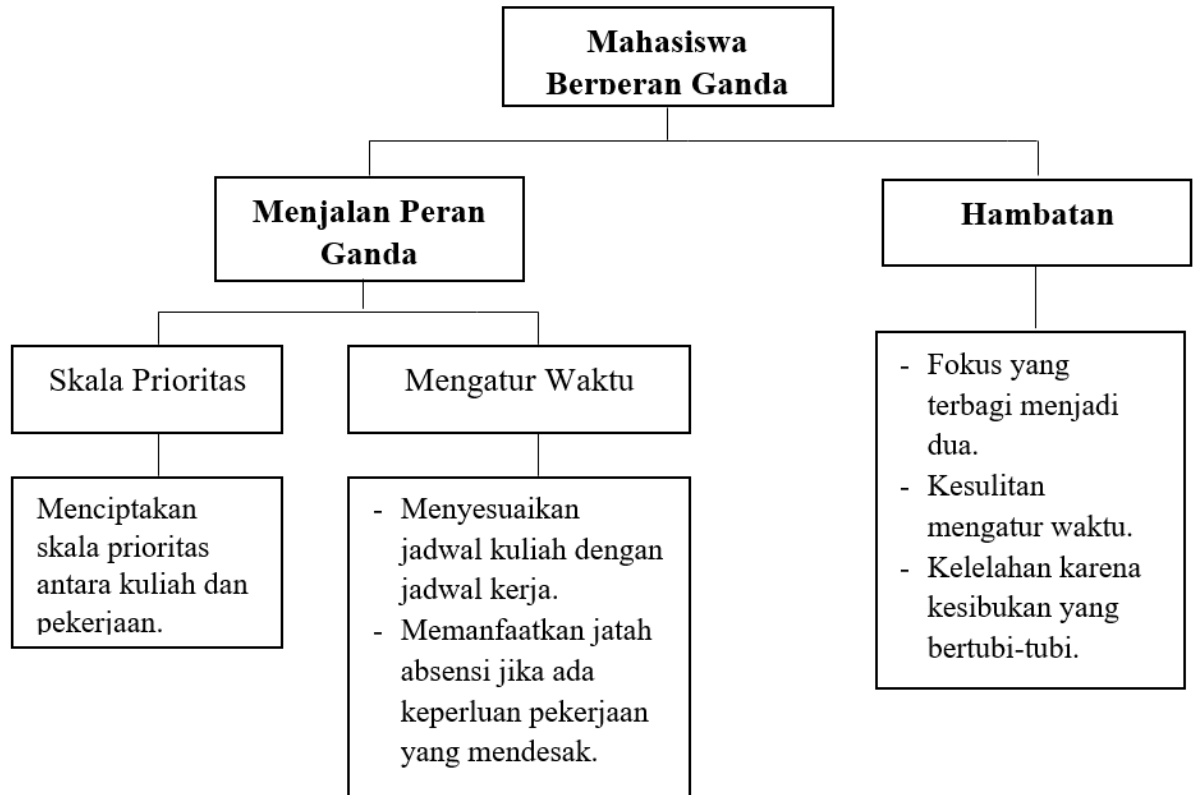 Mahasiswa
Berperan Ganda
Menjalan Peran
Ganda
Hambatan
Skala Prioritas
Mengatur Waktu
Menciptakan
skala prioritas
antara kuliah dan
pekerjaan.
- Menyesuaikan
jadwal kuliah dengan
jadwal kerja.
- Memanfaatkan jatah
absensi jika ada
keperluan pekerjaan
yang mendesak.
- Fokus yang
terbagi menjadi
dua.
- Kesulitan
mengatur waktu.
- Kelelahan karena
kesibukan yang
bertubi-tubi.